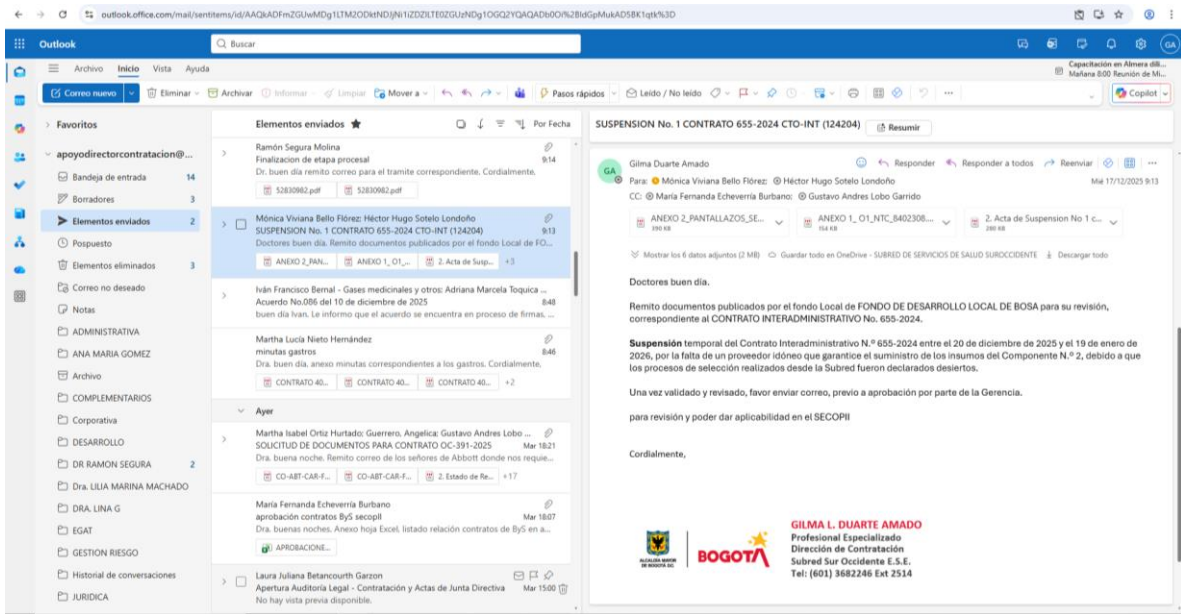 outlook.office.com/mail/sentitems/id/AAQkADFmZGUwMDg1LTM2ODktNDJjNi1iZDZlLTE0ZGUzNDg1OGQ2YQAQADb0Oi%2BIdGpMukAD5BK1qtk%3D
Outlook
Buscar
GA
Archivo Inicio Vista Ayuda
Capacitación en Almera dili...
Mañana 8:00 Reunión de Mi...
Correo nuevo Eliminar Archivar Informar Limpiar Mover a Pasos rápidos Leído / No leído Copilot
Favoritos
apoyodirectorcontratacion@...
Bandeja de entrada 14
Borradores 3
Elementos enviados 2
Pospuesto
Elementos eliminados 3
Correo no deseado
Notas
ADMINISTRATIVA
ANA MARIA GOMEZ
Archivo
COMPLEMENTARIOS
Corporativa
DESARROLLO
DR RAMON SEGURA 2
Dra. LILIA MARINA MACHADO
DRA. LINA G
EGAT
GESTION RIESGO
Historial de conversaciones
JURIDICA
Elementos enviados Por Fecha
Ramón Segura Molina
Finalizacion de etapa procesal 9:14
Dr. buen día remito correo para el tramite correspondiente. Cordialmente,
52830982.pdf 52830982.pdf
Mónica Viviana Bello Flórez; Héctor Hugo Sotelo Londoño
SUSPENSION No. 1 CONTRATO 655-2024 CTO-INT (124204) 9:13
Doctores buen día. Remito documentos publicados por el fondo Local de FO...
ANEXO 2_PAN... ANEXO 1_ O1_... 2. Acta de Susp... +3
Iván Francisco Bernal - Gases medicinales y otros; Adriana Marcela Toquica ...
Acuerdo No.086 del 10 de diciembre de 2025 8:48
buen día Ivan. Le informo que el acuerdo se encuentra en proceso de firmas, ...
Martha Lucía Nieto Hernández
minutas gastros 8:46
Dra. buen día, anexo minutas correspondientes a los gastros. Cordialmente,
CONTRATO 40... CONTRATO 40... CONTRATO 40... +2
Ayer
Martha Isabel Ortiz Hurtado; Guerrero, Angelica; Gustavo Andres Lobo ...
SOLICITUD DE DOCUMENTOS PARA CONTRATO OC-391-2025 Mar 18:21
Dra. buena noche. Remito correo de los señores de Abbott donde nos requie...
CO-ABT-CAR-F... CO-ABT-CAR-F... 2. Estado de Re... +17
María Fernanda Echeverría Burbano
aprobación contratos ByS secopII Mar 18:07
Dra. buenas noches. Anexo hoja Excel, listado relación contratos de ByS en a...
APROBACIONE...
Laura Juliana Betancourth Garzon
Apertura Auditoría Legal - Contratación y Actas de Junta Directiva Mar 15:00
No hay vista previa disponible.
SUSPENSION No. 1 CONTRATO 655-2024 CTO-INT (124204) Resumir
GA
Gilma Duarte Amado Responder Responder a todos Reenviar
Para: Mónica Viviana Bello Flórez; Héctor Hugo Sotelo Londoño Mié 17/12/2025 9:13
CC: María Fernanda Echeverría Burbano; Gustavo Andres Lobo Garrido
ANEXO 2_PANTALLAZOS_SE... ANEXO 1_ O1_NTC_8402308.... 2. Acta de Suspension No 1 c...
390 KB 154 KB 260 KB
Mostrar los 6 datos adjuntos (2 MB) Guardar todo en OneDrive - SUBRED DE SERVICIOS DE SALUD SUROCCIDENTE Descargar todo
Doctores buen día.
Remito documentos publicados por el fondo Local de FONDO DE DESARROLLO LOCAL DE BOSA para su revisión,
correspondiente al CONTRATO INTERADMINISTRATIVO No. 655-2024.
Suspensión temporal del Contrato Interadministrativo N.º 655-2024 entre el 20 de diciembre de 2025 y el 19 de enero de
2026, por la falta de un proveedor idóneo que garantice el suministro de los insumos del Componente N.º 2, debido a que
los procesos de selección realizados desde la Subred fueron declarados desiertos.
Una vez validado y revisado, favor enviar correo, previo a aprobación por parte de la Gerencia.
para revisión y poder dar aplicabilidad en el SECOPII
Cordialmente,
ALCALDÍA MAYOR
DE BOGOTÁ D.C.
BOGOTÁ
GILMA L. DUARTE AMADO
Profesional Especializado
Dirección de Contratación
Subred Sur Occidente E.S.E.
Tel: (601) 3682246 Ext 2514